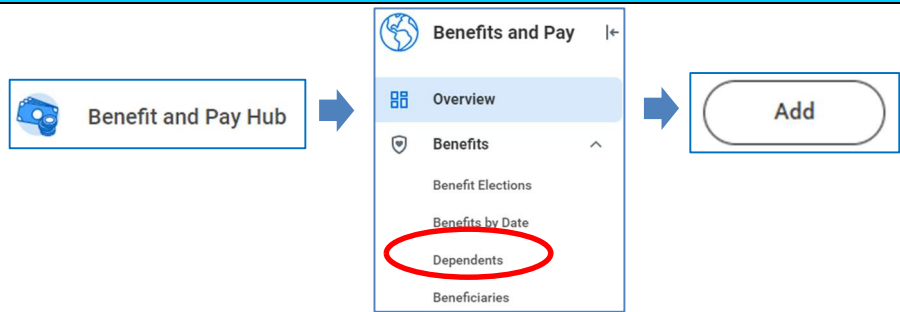 Benefit and Pay Hub
Benefits and Pay
Overview
Benefits
Benefit Elections
Benefits by Date
Dependents
Beneficiaries
Add